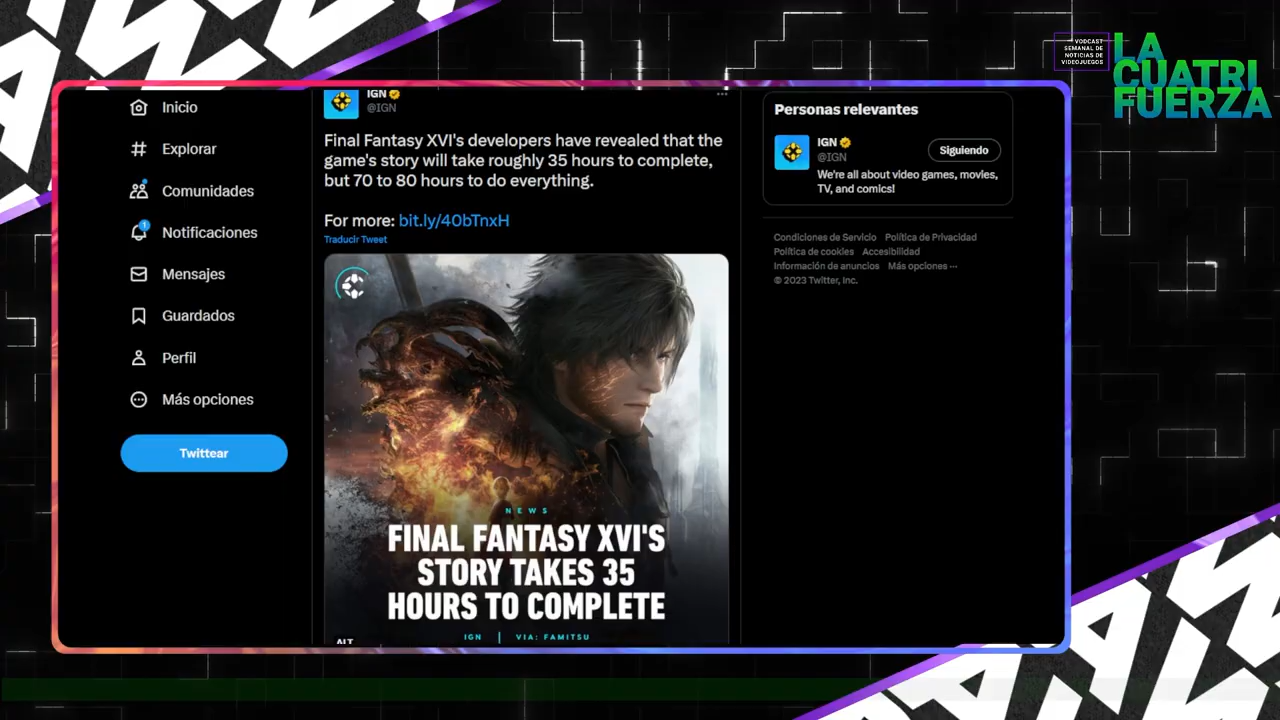 VODCAST
SEMANAL DE
NOTICIAS DE
VIDEOJUEGOS
LA
CUATRI
FUERZA
Inicio
Explorar
Comunidades
1
Notificaciones
Mensajes
Guardados
Perfil
Más opciones
Twittear
IGN
@IGN
Final Fantasy XVI's developers have revealed that the
game's story will take roughly 35 hours to complete,
but 70 to 80 hours to do everything.
For more: bit.ly/40bTnxH
Traducir Tweet
NEWS
FINAL FANTASY XVI'S
STORY TAKES 35
HOURS TO COMPLETE
IGN | VIA: FAMITSU
ALT
Personas relevantes
IGN
@IGN
Siguiendo
We're all about video games, movies,
TV, and comics!
Condiciones de Servicio Política de Privacidad
Política de cookies Accesibilidad
Información de anuncios Más opciones ···
© 2023 Twitter, Inc.